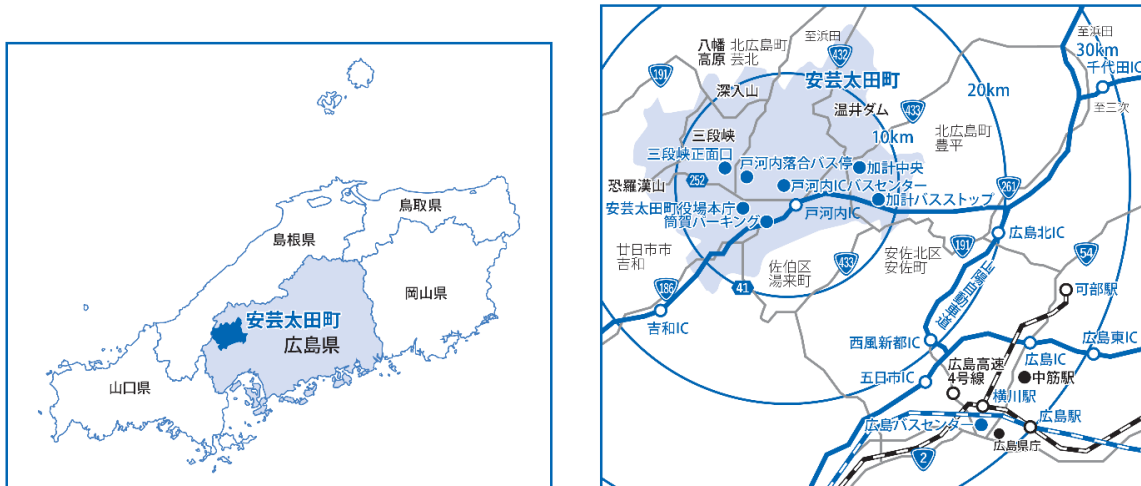 鳥取県
島根県
岡山県
安芸太田町
広島県
山口県
至浜田
30km
千代田IC
八幡
高原
北広島町
芸北
至浜田
432
191
安芸太田町
深入山
20km
至三次
温井ダム
433
北広島町
豊平
10km
三段峡
三段峡正面口
戸河内落合バス停
加計中央
恐羅漢山
252
戸河内ICバスセンター
261
加計バスストップ
安芸太田町役場本庁
戸河内IC
筒賀パーキング
広島北IC
廿日市市
吉和
佐伯区
湯来町
433
安佐北区
安佐町
191
54
186
41
可部駅
山陽自動車道
吉和IC
西風新都IC
広島IC
広島東IC
五日市IC
広島高速
4号線
中筋駅
横川駅
広島バスセンター
広島駅
広島県庁
2